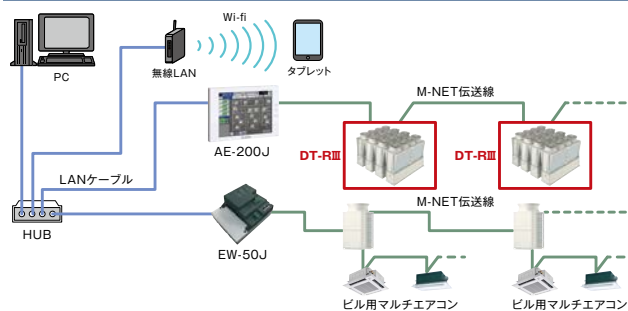 Wi-fi
PC
無線LAN
タブレット
M-NET伝送線
AE-200J
DT-RⅢ
DT-RⅢ
LANケーブル
M-NET伝送線
HUB
EW-50J
ビル用マルチエアコン
ビル用マルチエアコン